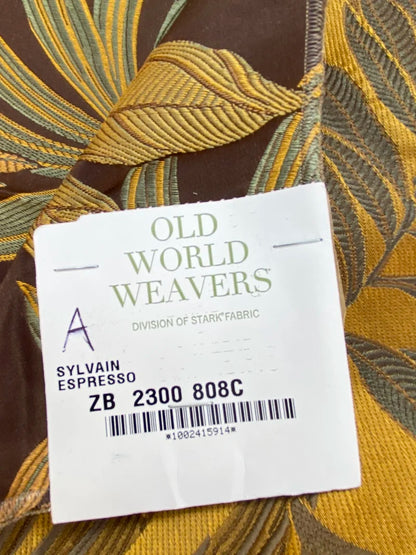 OLD
WORLD
WEAVERS
DIVISION OF STARK FABRIC
A
SYLVAIN
ESPRESSO
ZB 2300 808C
*1002415914*